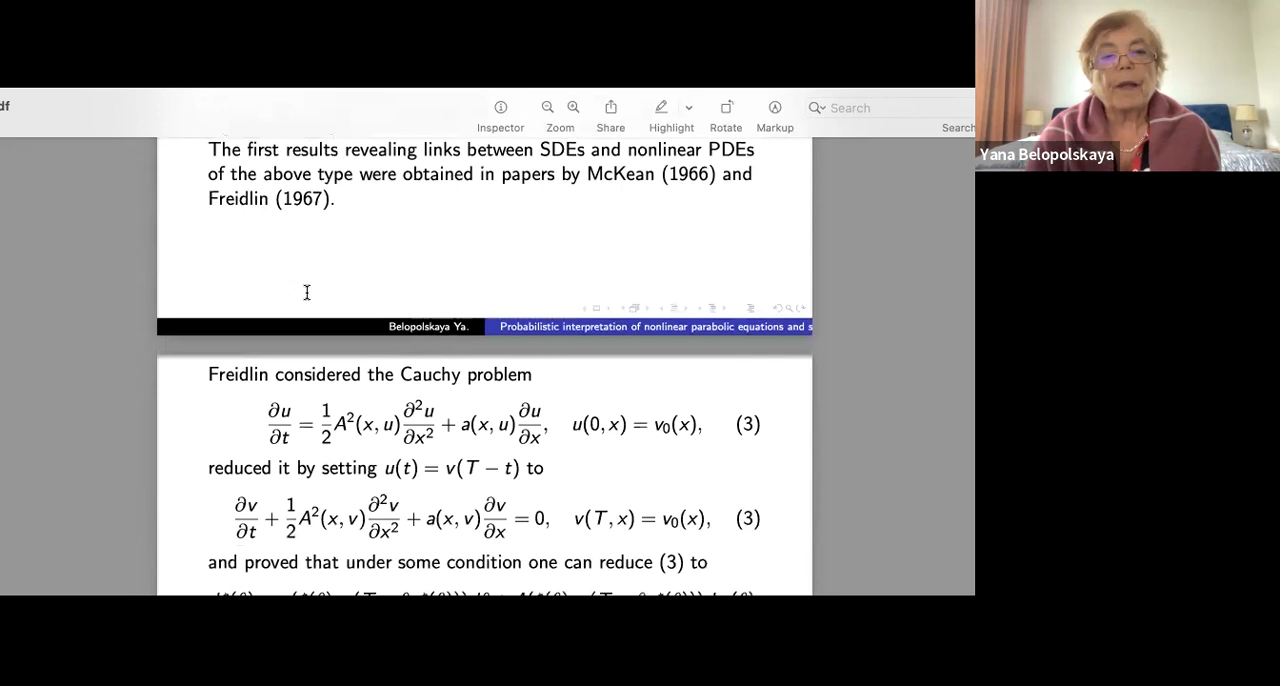 df
Inspector
Zoom
Share
Highlight
Rotate
Markup
Search
Search
Yana Belopolskaya
The first results revealing links between SDEs and nonlinear PDEs
of the above type were obtained in papers by McKean (1966) and
Freidlin (1967).
Belopolskaya Ya.
Probabilistic interpretation of nonlinear parabolic equations and s
Freidlin considered the Cauchy problem
∂u/∂t = 1/2 A²(x, u) ∂²u/∂x² + a(x, u) ∂u/∂x, u(0, x) = v₀(x), (3)
reduced it by setting u(t) = v(T − t) to
∂v/∂t + 1/2 A²(x, v) ∂²v/∂x² + a(x, v) ∂v/∂x = 0, v(T, x) = v₀(x), (3)
and proved that under some condition one can reduce (3) to